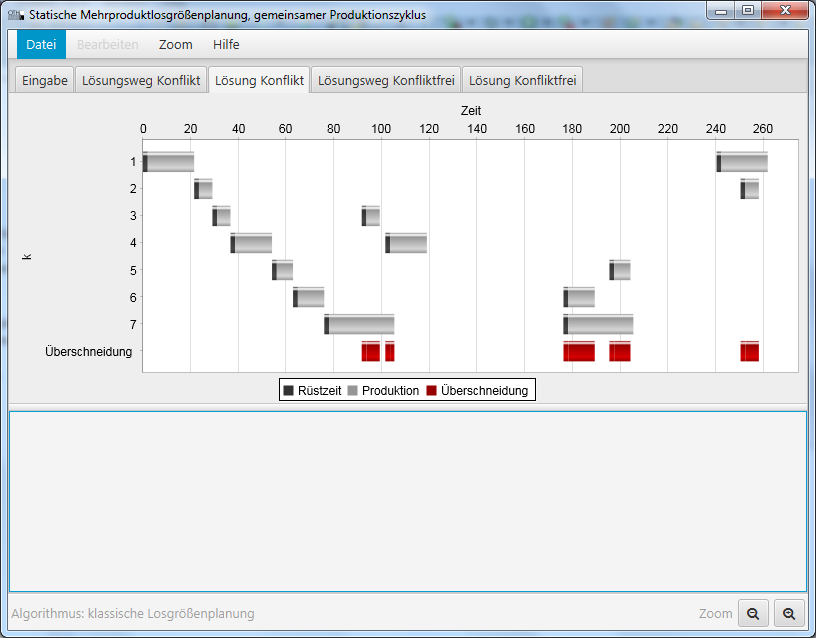 Statische Mehrproduktlosgrößenplanung, gemeinsamer Produktionszyklus
Datei Bearbeiten Zoom Hilfe
Eingabe Lösungsweg Konflikt Lösung Konflikt Lösungsweg Konfliktfrei Lösung Konfliktfrei
Zeit
0 20 40 60 80 100 120 140 160 180 200 220 240 260
1
2
3
4
k
5
6
7
Überschneidung
Rüstzeit Produktion Überschneidung
Algorithmus: klassische Losgrößenplanung Zoom